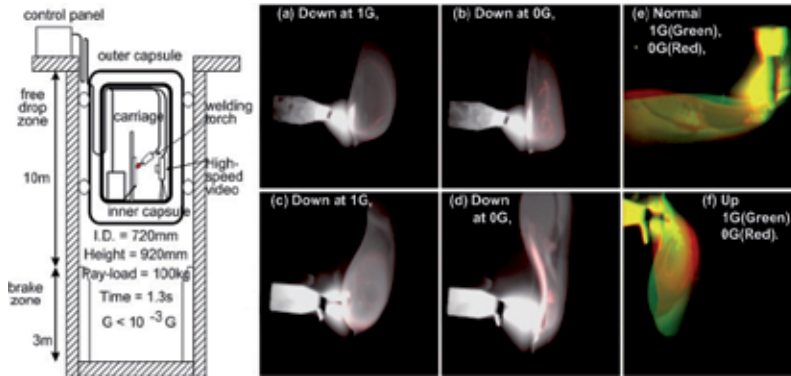 control panel
outer capsule
free drop
zone
10m
carriage
welding
torch
High-
speed
video
inner capsule
I.D. = 720mm
Height = 920mm
Pay-load = 100kg
brake
zone
Time = 1.3s
G < 10 -3 G
3m
(a) Down at 1G,
(b) Down at 0G,
(e) Normal
1G(Green),
0G(Red),
(c) Down at 1G,
(d) Down
at 0G,
(f) Up
1G(Green)
0G(Red).